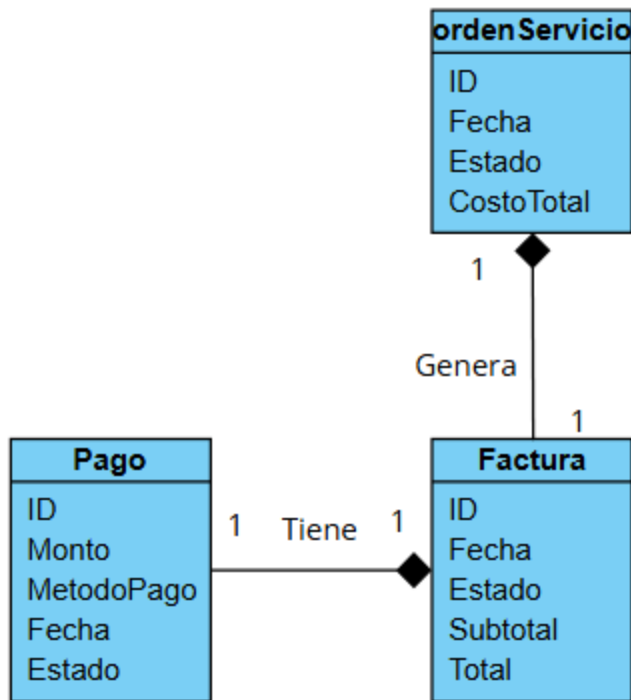 ordenServicio
ID
Fecha
Estado
CostoTotal
1
Genera
1
Pago
ID
Monto
MetodoPago
Fecha
Estado
1
Tiene
1
Factura
ID
Fecha
Estado
Subtotal
Total